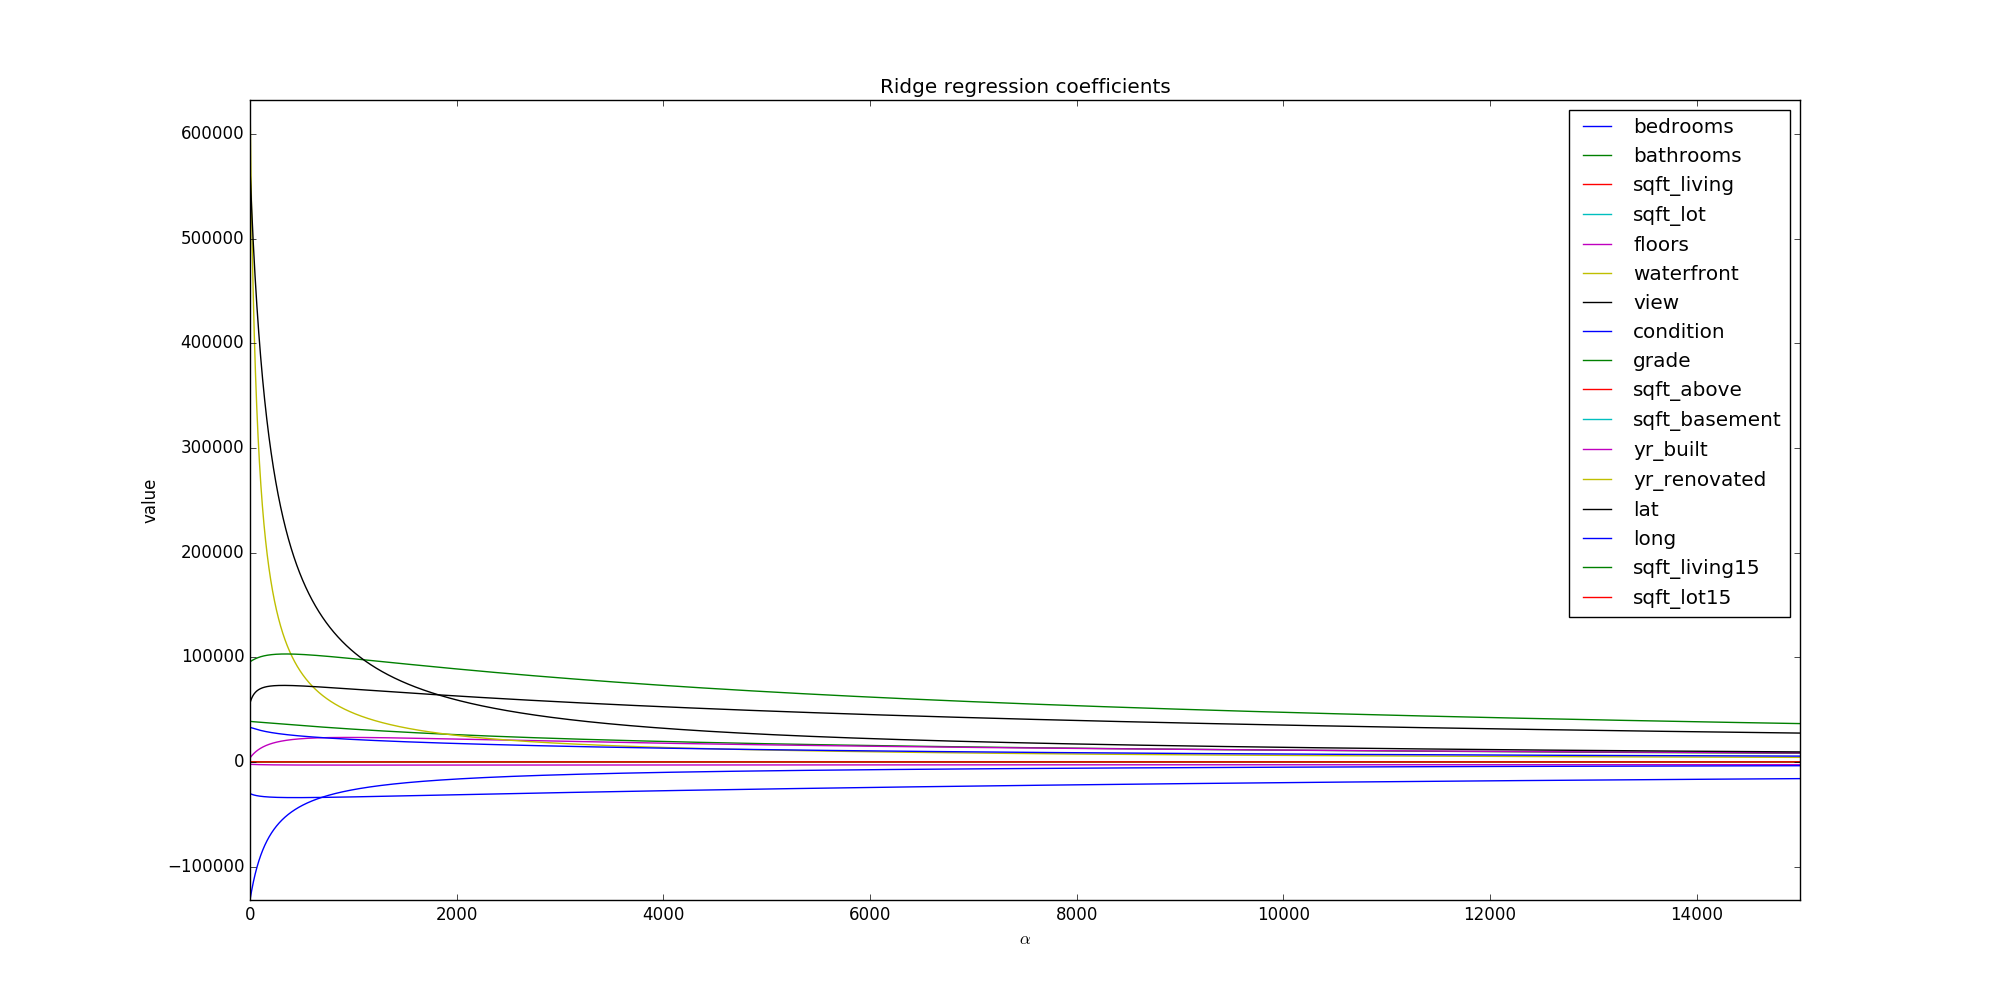 Ridge regression coefficients
600000
500000
400000
300000
200000
100000
0
−100000
value
0 2000 4000 6000 8000 10000 12000 14000
α
bedrooms
bathrooms
sqft_living
sqft_lot
floors
waterfront
view
condition
grade
sqft_above
sqft_basement
yr_built
yr_renovated
lat
long
sqft_living15
sqft_lot15